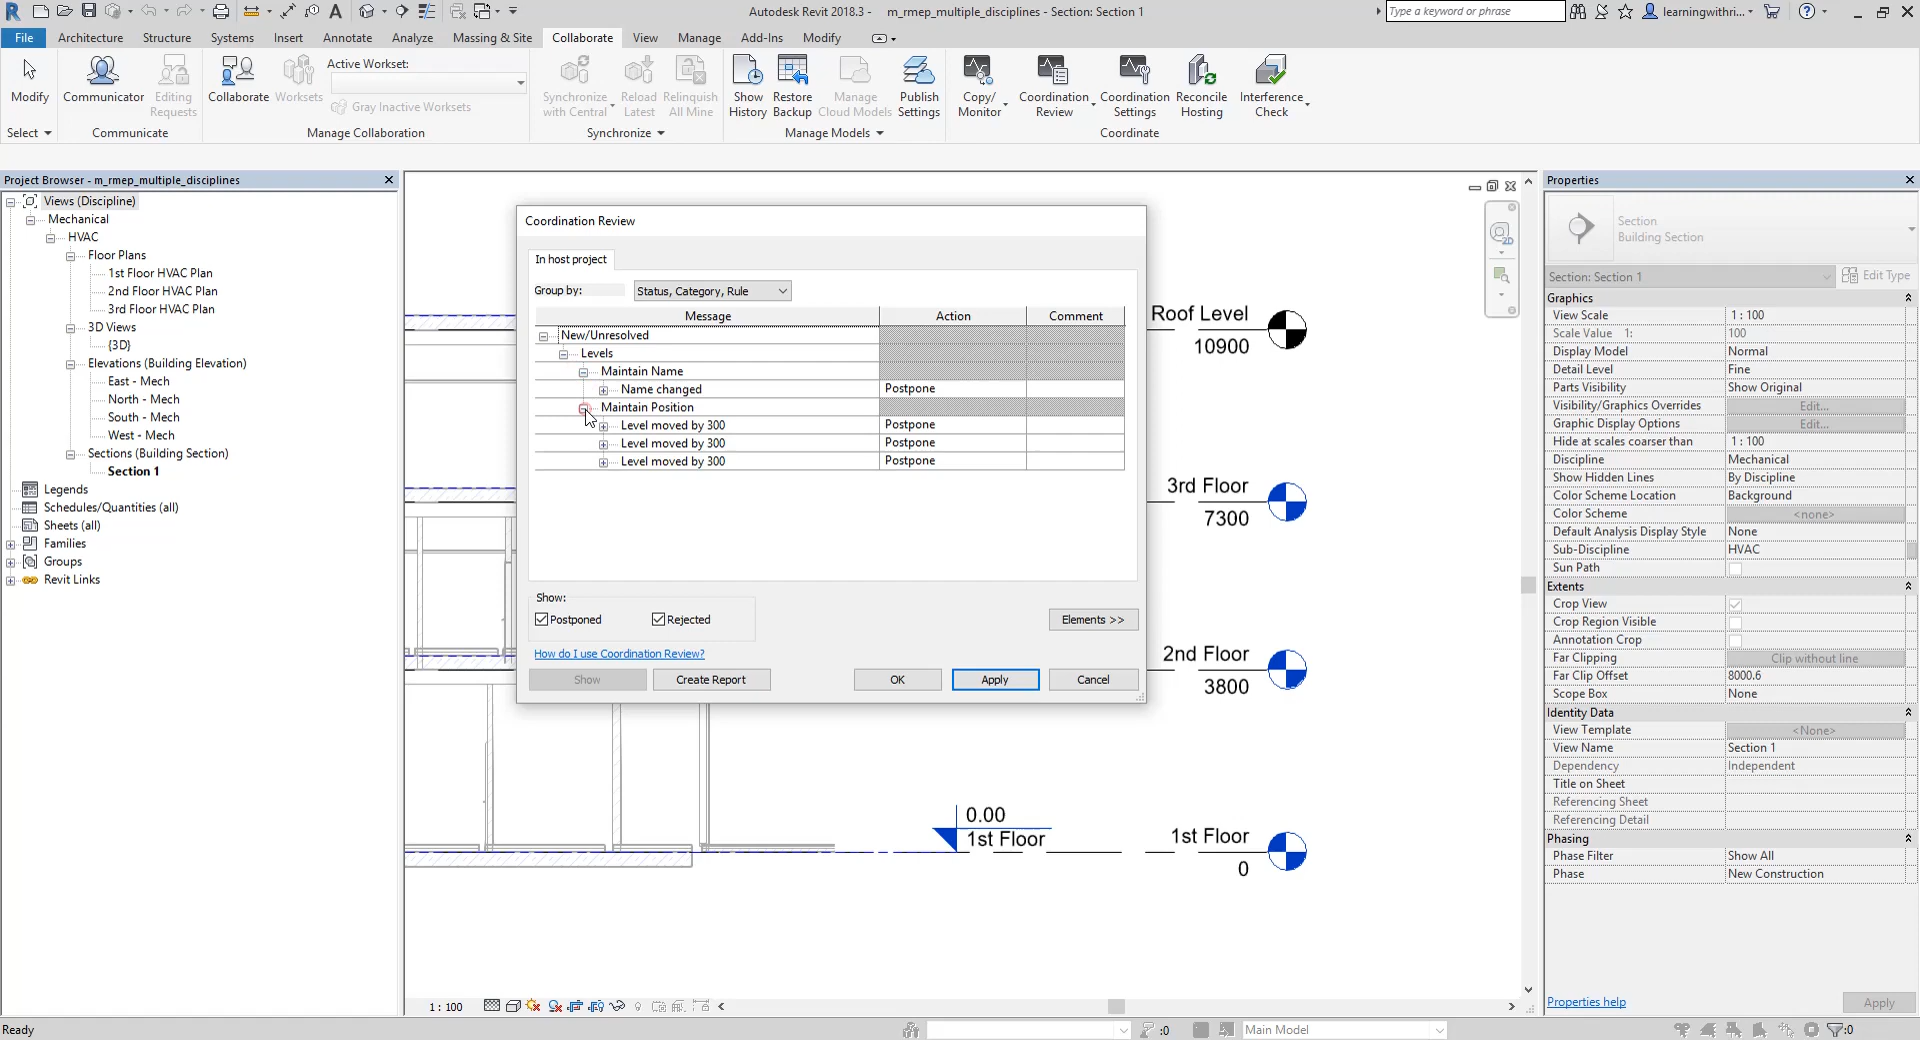 Autodesk Revit 2018.3 - m_rmep_multiple_disciplines - Section: Section 1
Type a keyword or phrase
learningwithri...
File Architecture Structure Systems Insert Annotate Analyze Massing & Site Collaborate View Manage Add-Ins Modify
Modify
Select
Communicator
Editing Requests
Communicate
Collaborate
Worksets
Active Workset:
Gray Inactive Worksets
Manage Collaboration
Synchronize with Central
Reload Latest
Relinquish All Mine
Synchronize
Show History
Restore Backup
Manage Cloud Models
Publish Settings
Manage Models
Copy/ Monitor
Coordination Review
Coordination Settings
Reconcile Hosting
Interference Check
Coordinate
Project Browser - m_rmep_multiple_disciplines
Views (Discipline)
Mechanical
HVAC
Floor Plans
1st Floor HVAC Plan
2nd Floor HVAC Plan
3rd Floor HVAC Plan
3D Views
{3D}
Elevations (Building Elevation)
East - Mech
North - Mech
South - Mech
West - Mech
Sections (Building Section)
Section 1
Legends
Schedules/Quantities (all)
Sheets (all)
Families
Groups
Revit Links
Coordination Review
In host project
Group by: Status, Category, Rule
Message Action Comment
New/Unresolved
Levels
Maintain Name
Name changed Postpone
Maintain Position
Level moved by 300 Postpone
Level moved by 300 Postpone
Level moved by 300 Postpone
Show:
Postponed Rejected
Elements >>
How do I use Coordination Review?
Show Create Report OK Apply Cancel
Roof Level
10900
3rd Floor
7300
2nd Floor
3800
0.00
1st Floor
1st Floor
0
2D
Properties
Section
Building Section
Section: Section 1 Edit Type
Graphics
View Scale 1 : 100
Scale Value 1: 100
Display Model Normal
Detail Level Fine
Parts Visibility Show Original
Visibility/Graphics Overrides Edit...
Graphic Display Options Edit...
Hide at scales coarser than 1 : 100
Discipline Mechanical
Show Hidden Lines By Discipline
Color Scheme Location Background
Color Scheme <none>
Default Analysis Display Style None
Sub-Discipline HVAC
Sun Path
Extents
Crop View
Crop Region Visible
Annotation Crop
Far Clipping Clip without line
Far Clip Offset 8000.6
Scope Box None
Identity Data
View Template <None>
View Name Section 1
Dependency Independent
Title on Sheet
Referencing Sheet
Referencing Detail
Phasing
Phase Filter Show All
Phase New Construction
Properties help Apply
1 : 100
Ready
:0
Main Model
:0